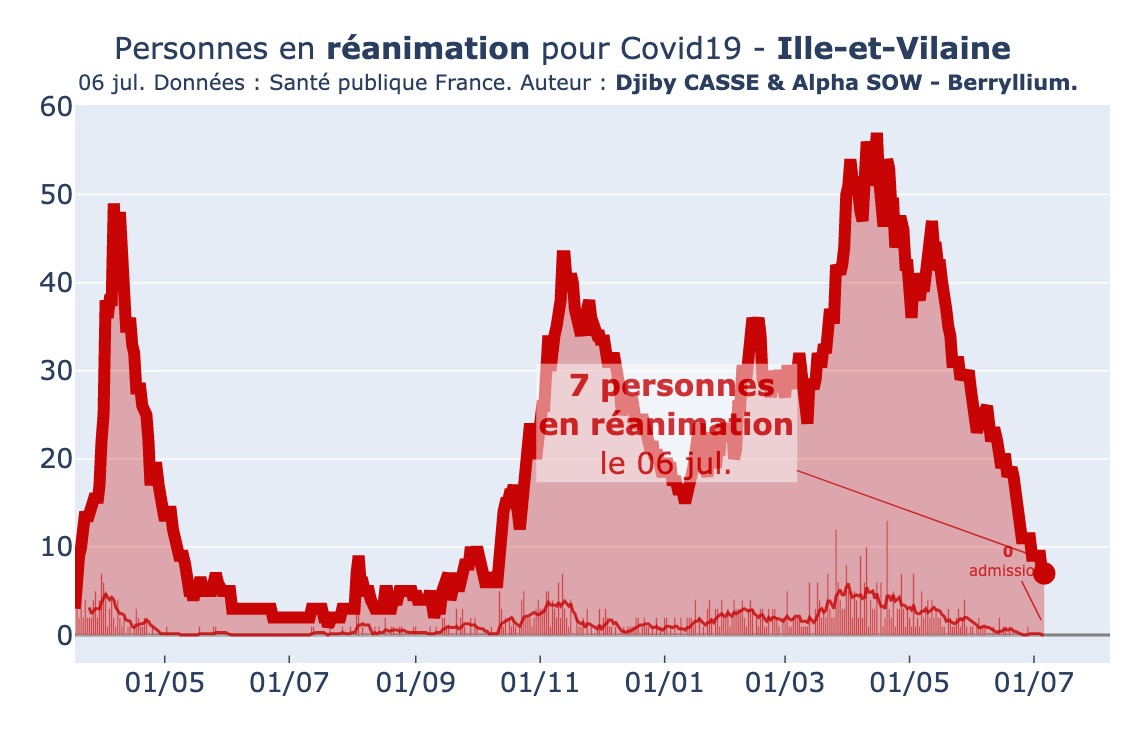 Personnes en réanimation pour Covid19 - Ille-et-Vilaine
06 jul. Données : Santé publique France. Auteur : Djiby CASSE & Alpha SOW - Berryllium.
60
50
40
30
20
10
0
7 personnes
en réanimation
le 06 jul.
0
admissio
01/05 01/07 01/09 01/11 01/01 01/03 01/05 01/07